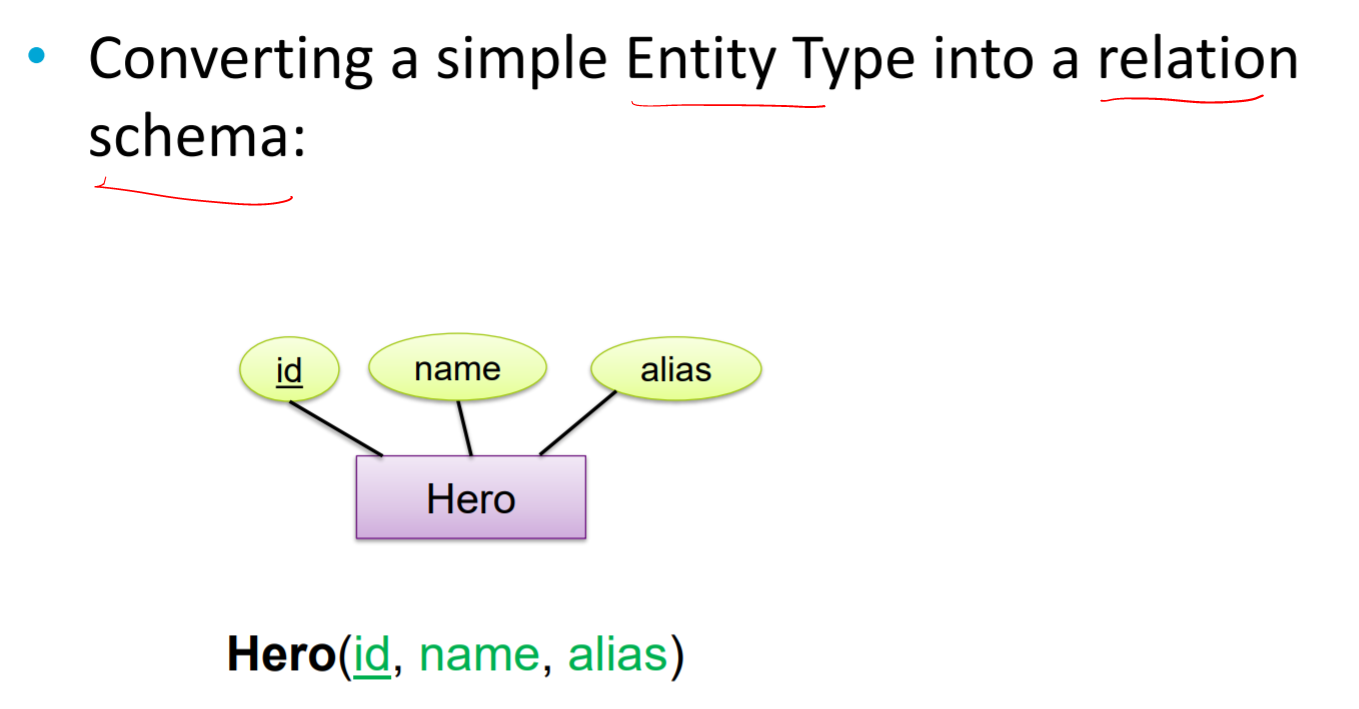 • Converting a simple Entity Type into a relation
schema:
id name alias
Hero
Hero(id, name, alias)